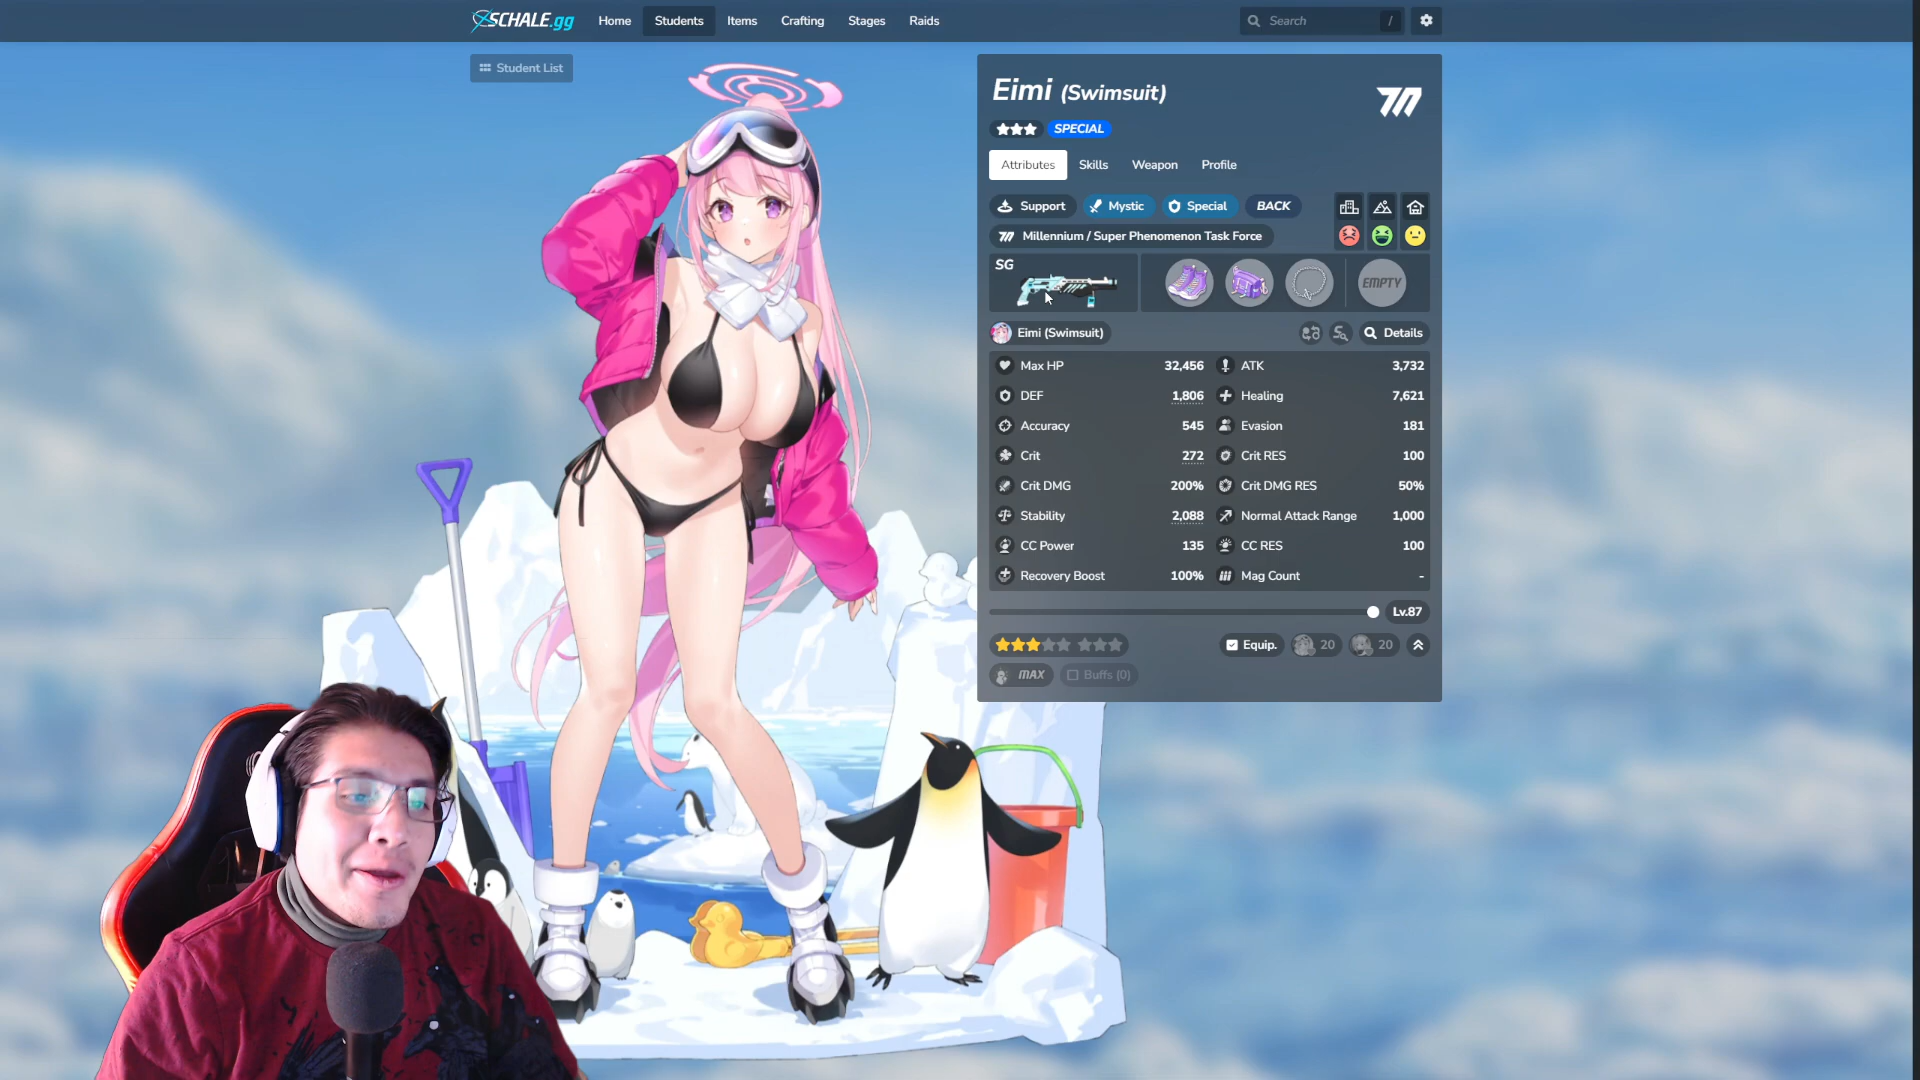 SCHALE.gg Home Students Items Crafting Stages Raids Search /
Student List
Eimi (Swimsuit)
SPECIAL
Attributes Skills Weapon Profile
Support Mystic Special BACK
Millennium / Super Phenomenon Task Force
SG
EMPTY
Eimi (Swimsuit) Details
Max HP 32,456 ATK 3,732
DEF 1,806 Healing 7,621
Accuracy 545 Evasion 181
Crit 272 Crit RES 100
Crit DMG 200% Crit DMG RES 50%
Stability 2,088 Normal Attack Range 1,000
CC Power 135 CC RES 100
Recovery Boost 100% Mag Count -
Lv.87
Equip. 20 20
MAX Buffs (0)